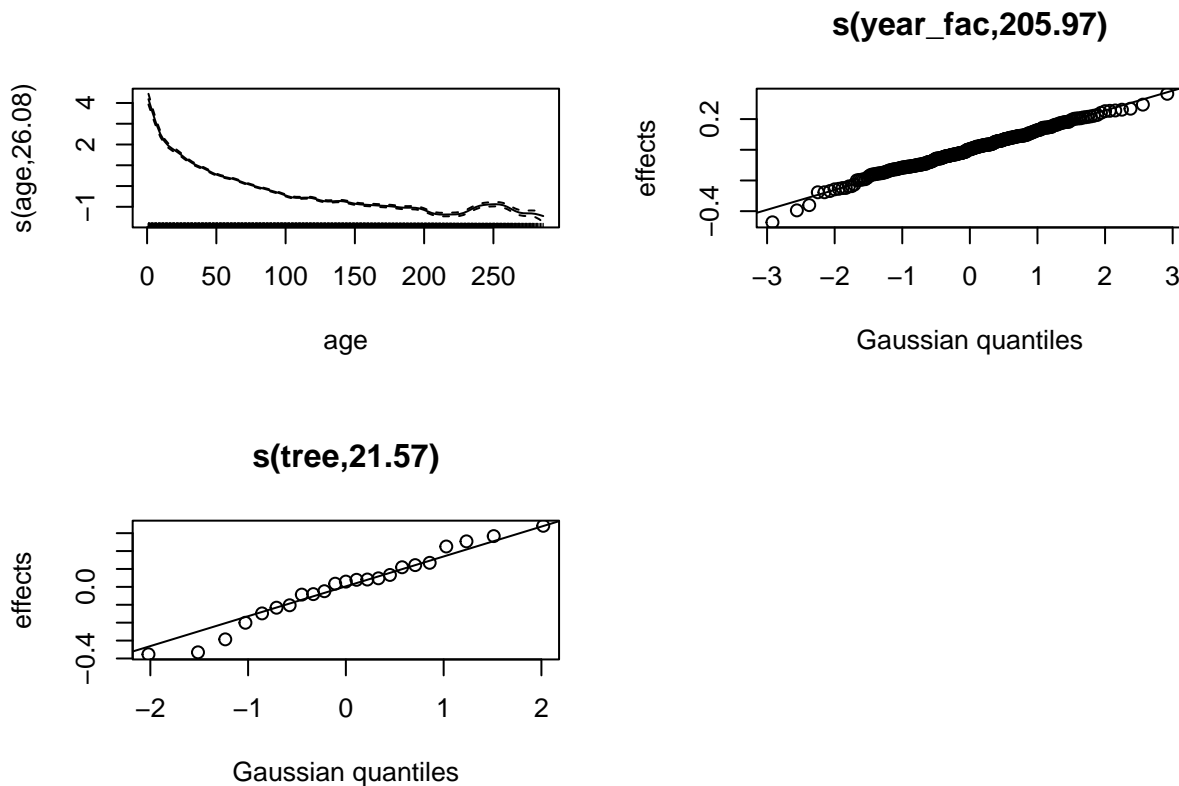 s(age,26.08)
4
2
−1
0 50 100 150 200 250
age
s(year_fac,205.97)
effects
0.2
−0.4
−3 −2 −1 0 1 2 3
Gaussian quantiles
s(tree,21.57)
effects
0.0
−0.4
−2 −1 0 1 2
Gaussian quantiles